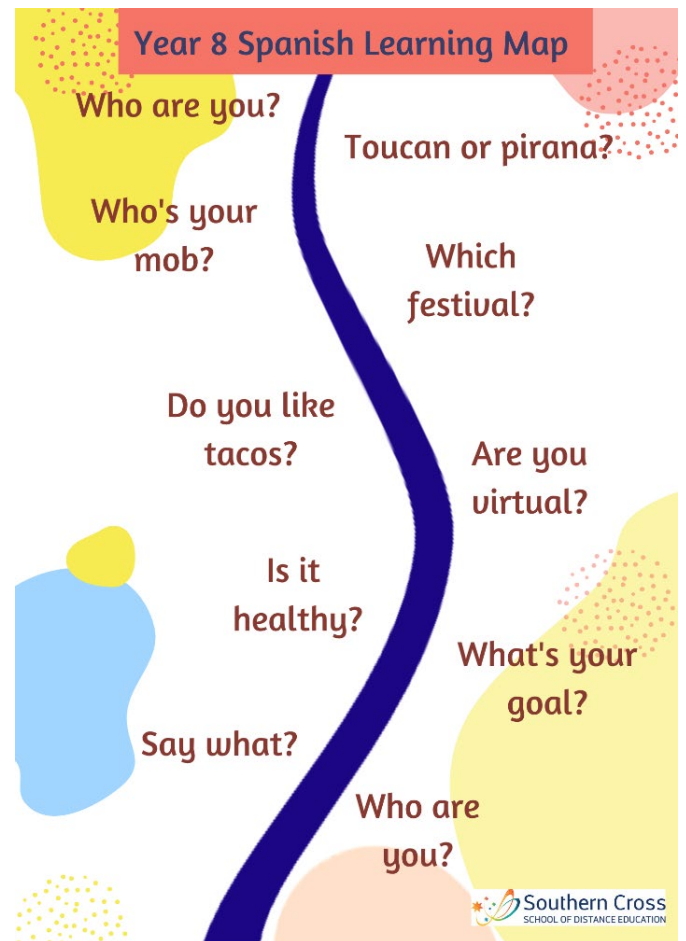 Year 8 Spanish Learning Map
Who are you?
Toucan or pirana?
Who's your
mob?
Which
festival?
Do you like
tacos?
Are you
virtual?
Is it
healthy?
What's your
goal?
Say what?
Who are
you?
Southern Cross
SCHOOL OF DISTANCE EDUCATION